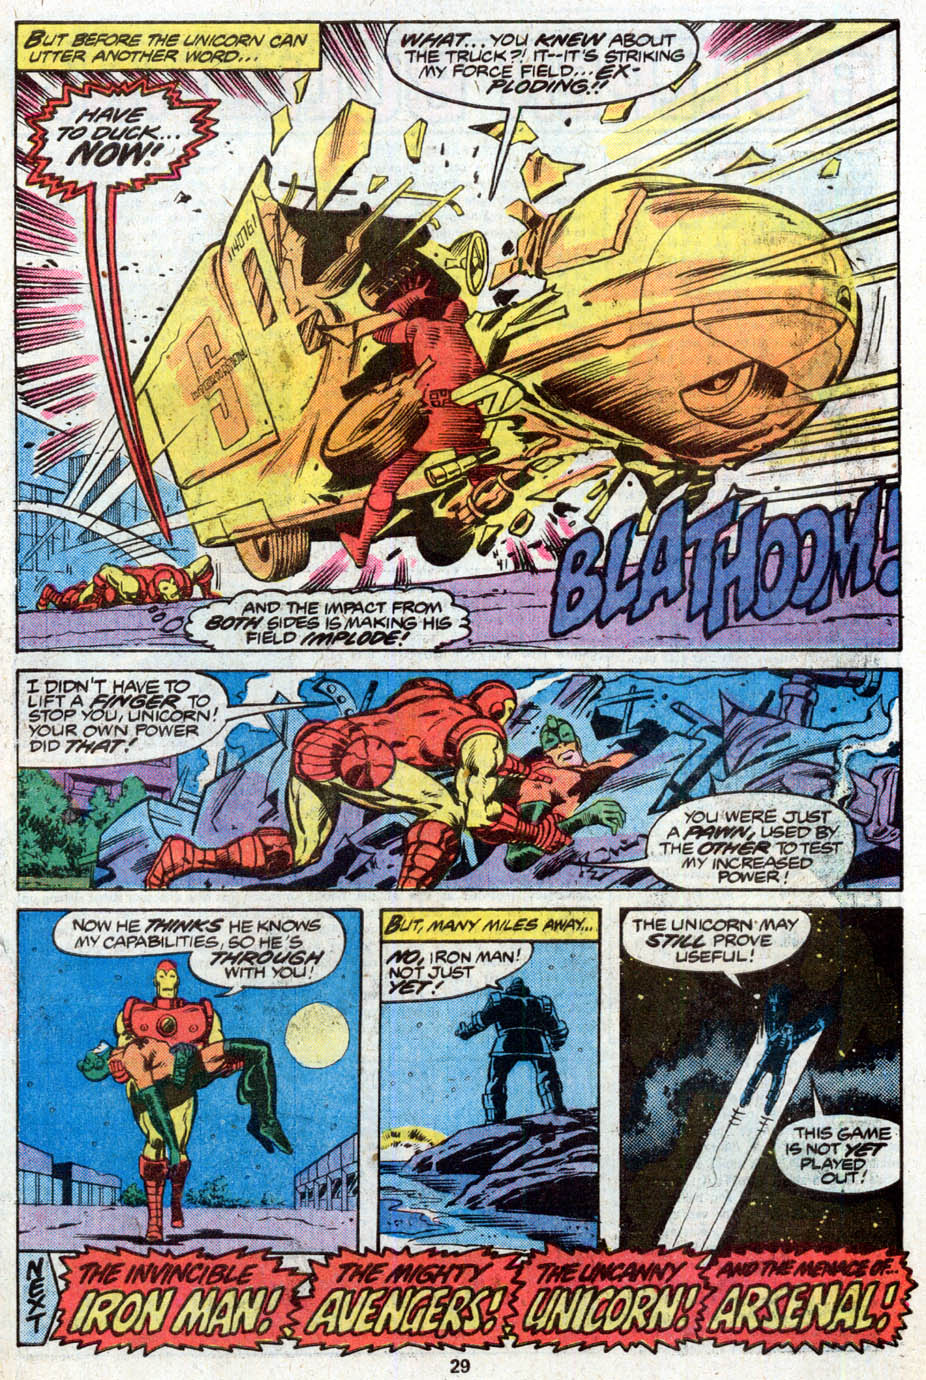 BUT BEFORE THE UNICORN CAN
UTTER ANOTHER WORD...
WHAT... YOU KNEW ABOUT
THE TRUCK?! IT--IT'S STRIKING
MY FORCE FIELD... EX-
PLODING!!
HAVE
TO DUCK...
NOW!
1140761
S
BLATHOOM!
AND THE IMPACT FROM
BOTH SIDES IS MAKING HIS
FIELD IMPLODE!
I DIDN'T HAVE TO
LIFT A FINGER TO
STOP YOU, UNICORN!
YOUR OWN POWER
DID THAT!
YOU WERE JUST
A PAWN, USED BY
THE OTHER TO TEST
MY INCREASED
POWER!
NOW HE THINKS HE KNOWS
MY CAPABILITIES, SO HE'S
THROUGH
WITH YOU!
BUT, MANY MILES AWAY...
NO, IRON MAN!
NOT JUST
YET!
THE UNICORN MAY
STILL PROVE
USEFUL!
THIS GAME
IS NOT YET
PLAYED
OUT!
NEXT
THE INVINCIBLE
IRON MAN!
THE MIGHTY
AVENGERS!
THE UNCANNY
UNICORN!
AND THE MENACE OF...
ARSENAL!
29